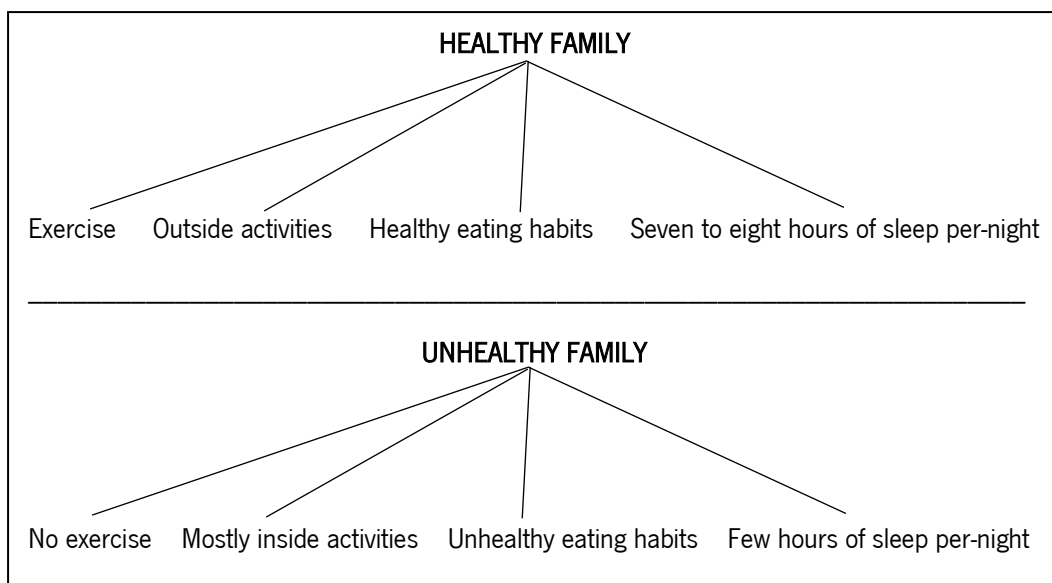 HEALTHY FAMILY
Exercise Outside activities Healthy eating habits Seven to eight hours of sleep per-night
UNHEALTHY FAMILY
No exercise Mostly inside activities Unhealthy eating habits Few hours of sleep per-night